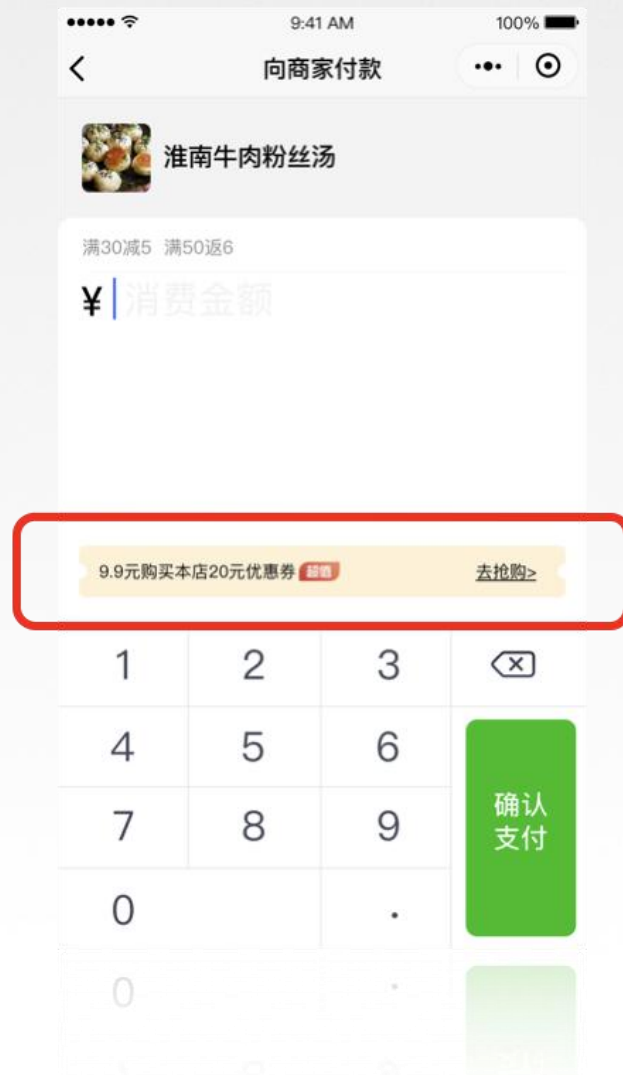 9:41 AM 100%
向商家付款
淮南牛肉粉丝汤
满30减5 满50返6
¥ 消费金额
9.9元购买本店20元优惠券 超值 去抢购>
1 2 3
4 5 6
7 8 9
0 .
确认
支付
0 .